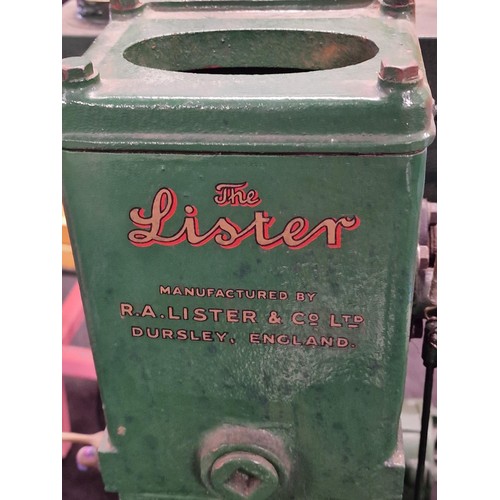 The
Lister
MANUFACTURED BY
R.A.LISTER & CO LTD
DURSLEY, ENGLAND.